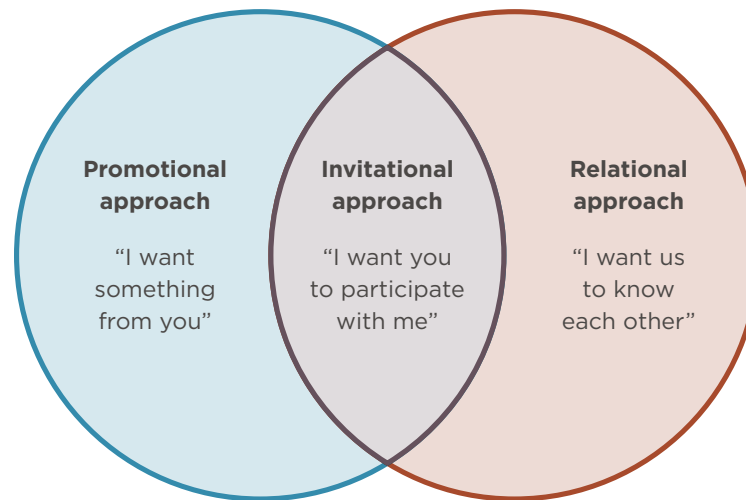 Promotional
approach
“I want
something
from you”
Invitational
approach
“I want you
to participate
with me”
Relational
approach
“I want us
to know
each other”